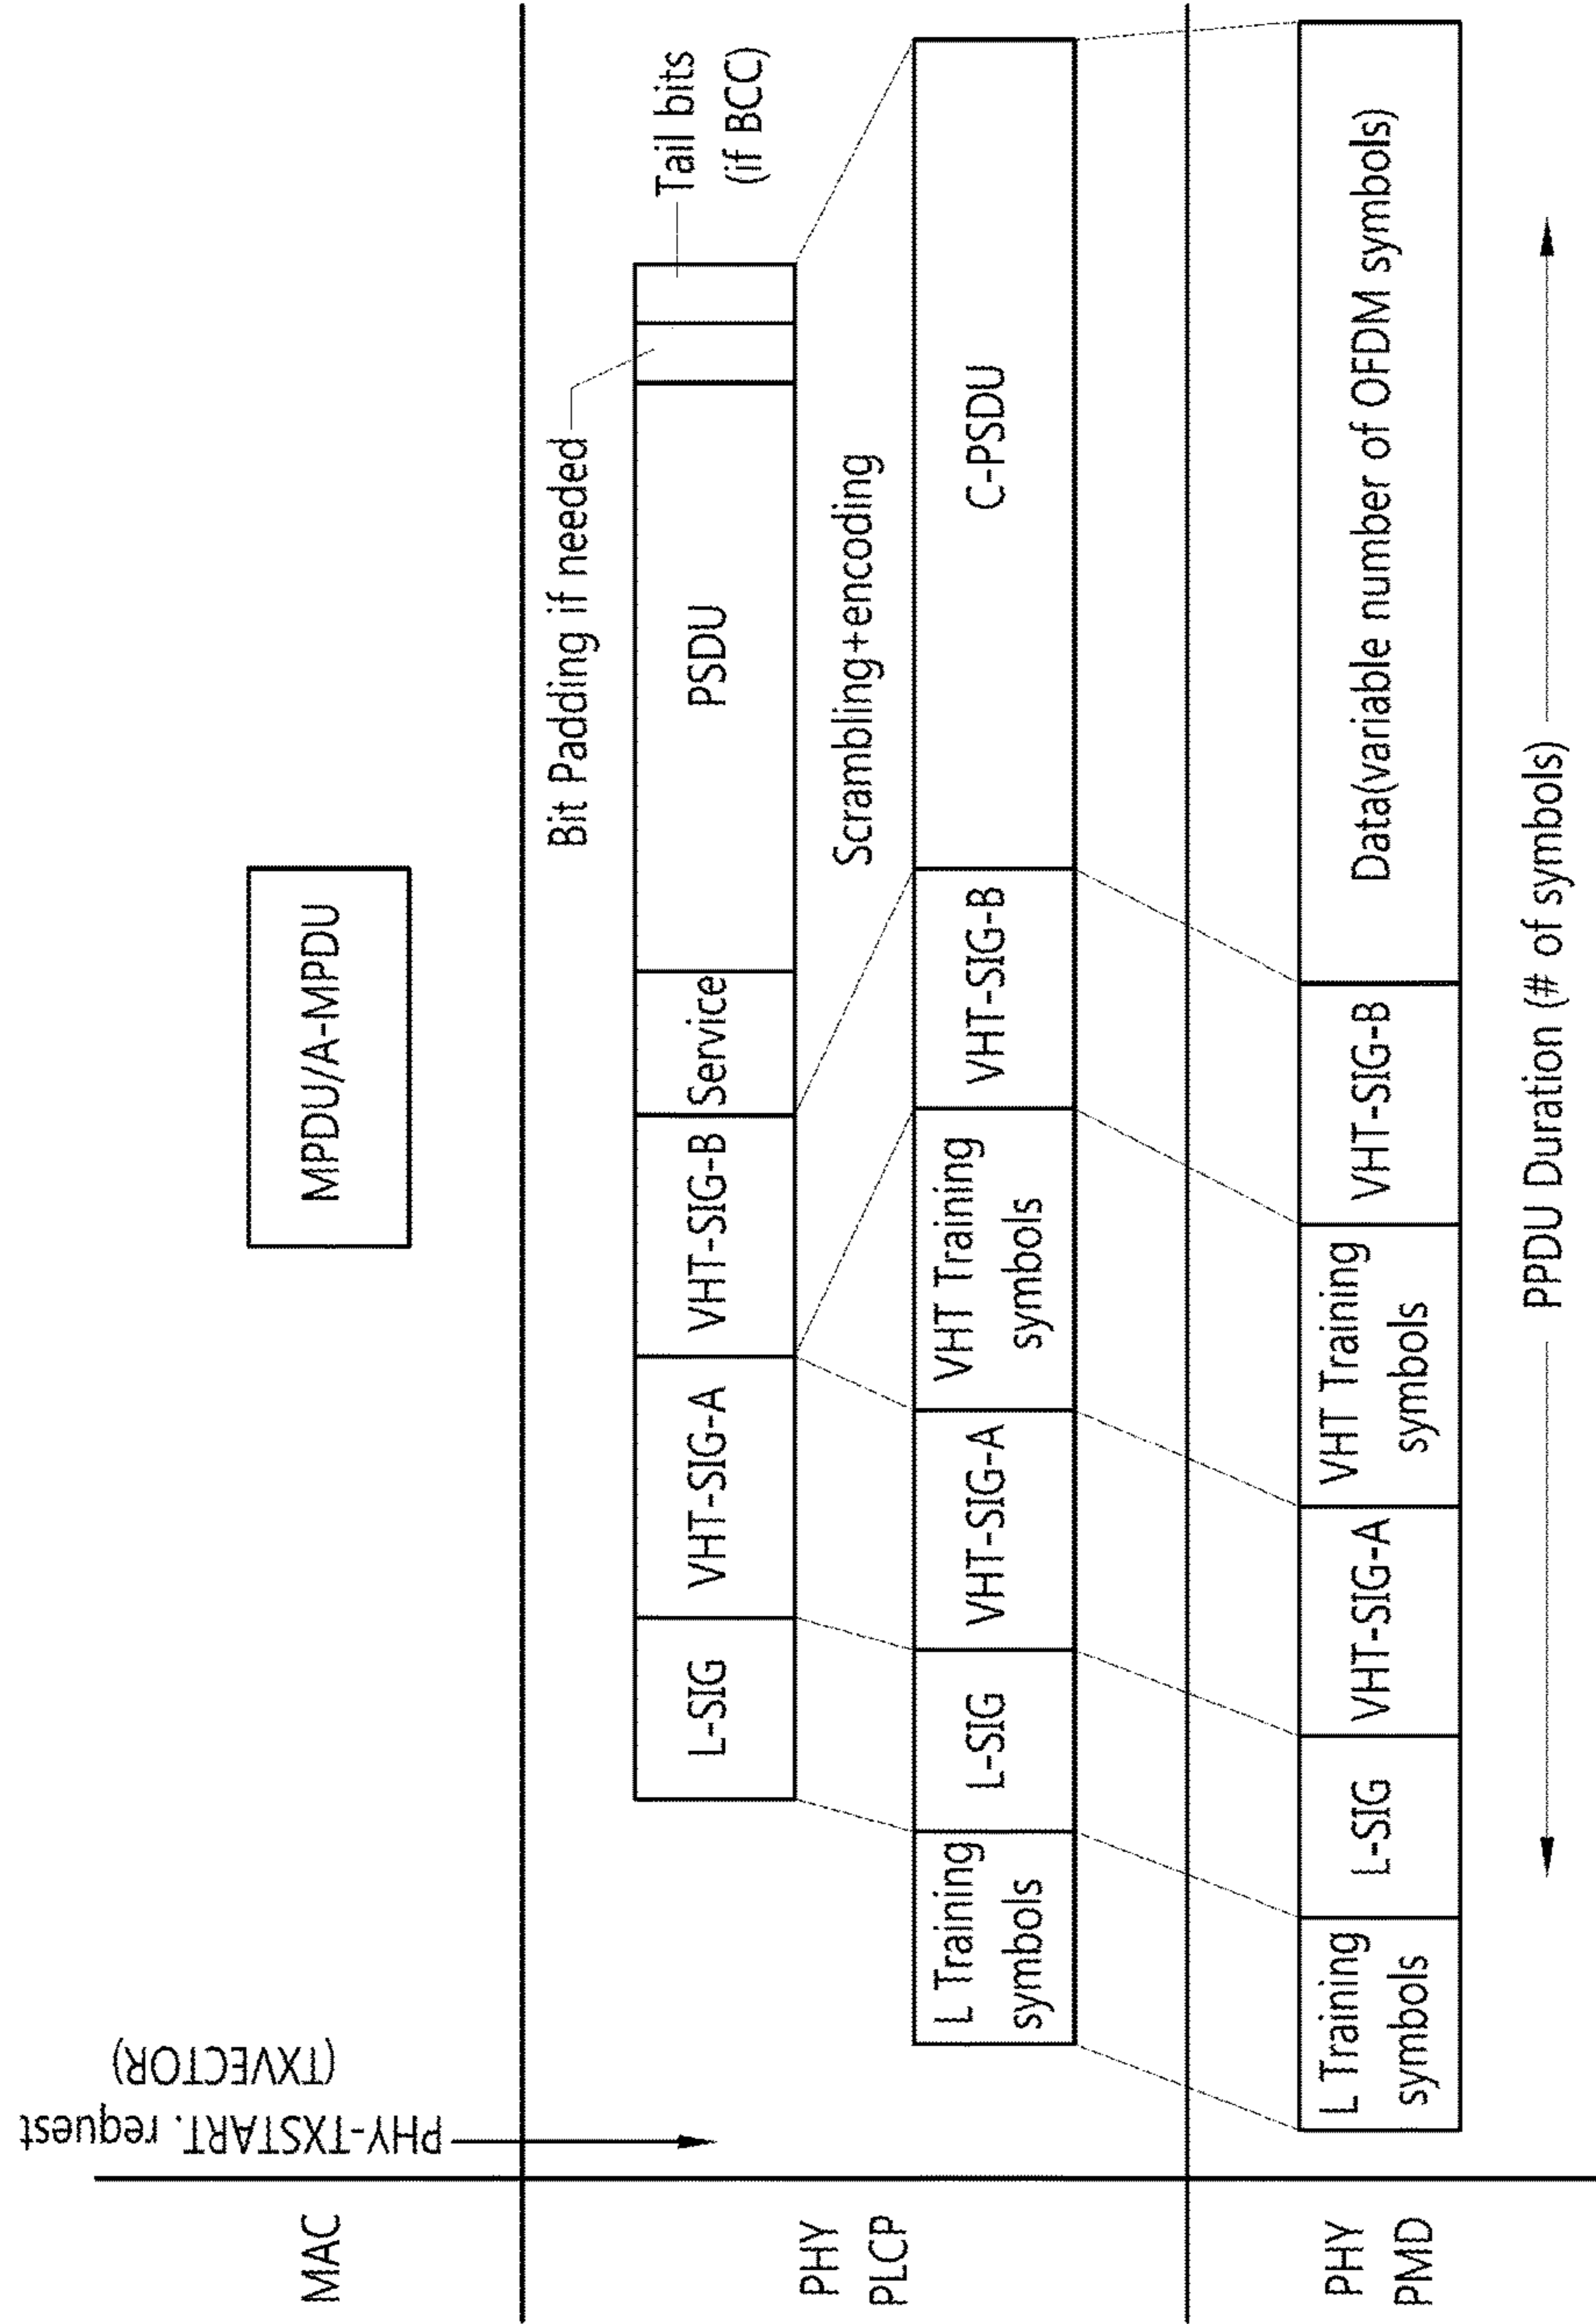 MAC
PHY-TXSTART. request
(TXVECTOR)
MPDU/A-MPDU
PHY
PLCP
Bit Padding if needed
Tail bits
(if BCC)
L-SIG
VHT-SIG-A
VHT-SIG-B
Service
PSDU
Scrambling+encoding
L Training
symbols
L-SIG
VHT-SIG-A
VHT Training
symbols
VHT-SIG-B
C-PSDU
PHY
PMD
L Training
symbols
L-SIG
VHT-SIG-A
VHT Training
symbols
VHT-SIG-B
Data(variable number of OFDM symbols)
PPDU Duration (# of symbols)